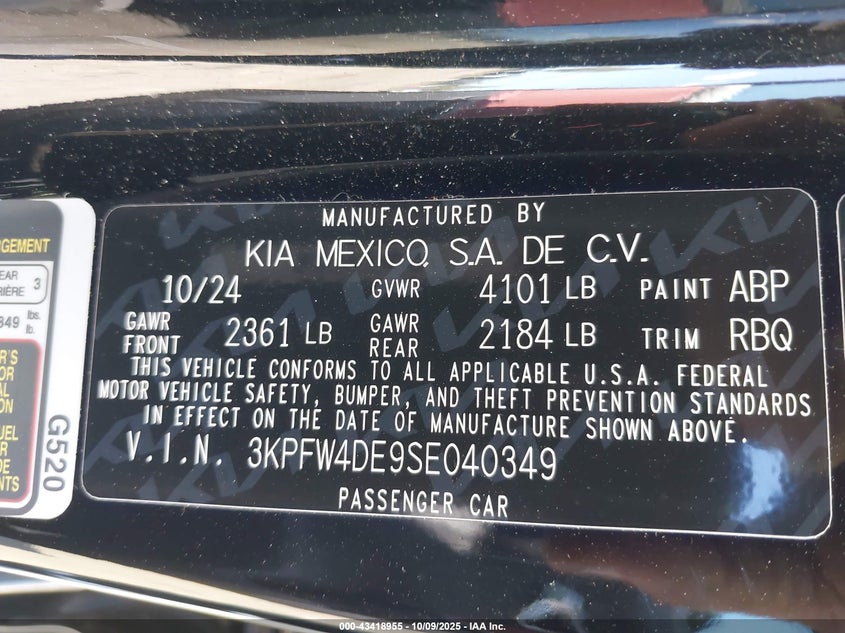 MANUFACTURED BY
KIA MEXICO, S.A. DE C.V.
10/24 GVWR 4101 LB PAINT ABP
GAWR FRONT 2361 LB GAWR REAR 2184 LB TRIM RBQ
THIS VEHICLE CONFORMS TO ALL APPLICABLE U.S.A. FEDERAL
MOTOR VEHICLE SAFETY, BUMPER, AND THEFT PREVENTION STANDARDS
IN EFFECT ON THE DATE OF MANUFACTURE SHOWN ABOVE.
V.I.N. 3KPFW4DE9SE040349
PASSENGER CAR
3
849 lbs.
lb.
G520
000-43418955 - 10/09/2025 - IAA Inc.